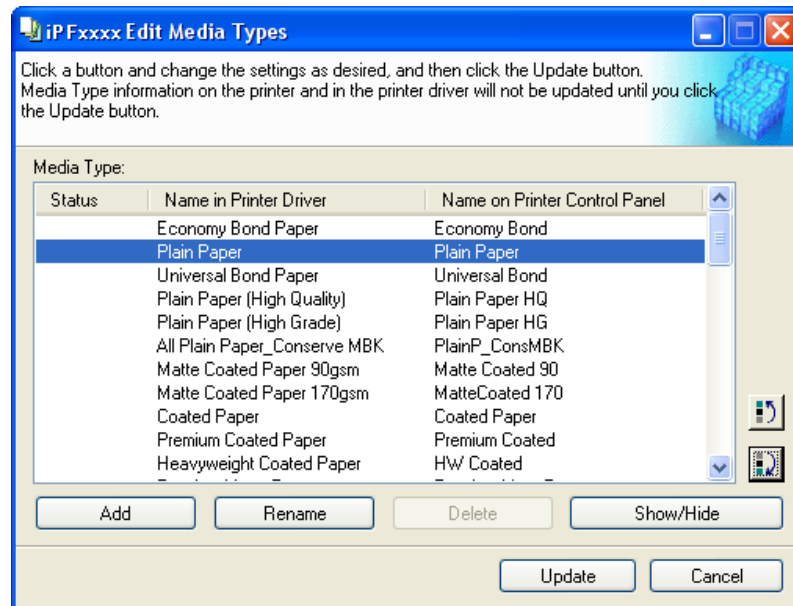 iPFxxxx Edit Media Types
Click a button and change the settings as desired, and then click the Update button.
Media Type information on the printer and in the printer driver will not be updated until you click
the Update button.
Media Type:
Status Name in Printer Driver Name on Printer Control Panel
Economy Bond Paper Economy Bond
Plain Paper Plain Paper
Universal Bond Paper Universal Bond
Plain Paper (High Quality) Plain Paper HQ
Plain Paper (High Grade) Plain Paper HG
All Plain Paper_Conserve MBK PlainP_ConsMBK
Matte Coated Paper 90gsm Matte Coated 90
Matte Coated Paper 170gsm MatteCoated 170
Coated Paper Coated Paper
Premium Coated Paper Premium Coated
Heavyweight Coated Paper HW Coated
Add Rename Delete Show/Hide
Update Cancel